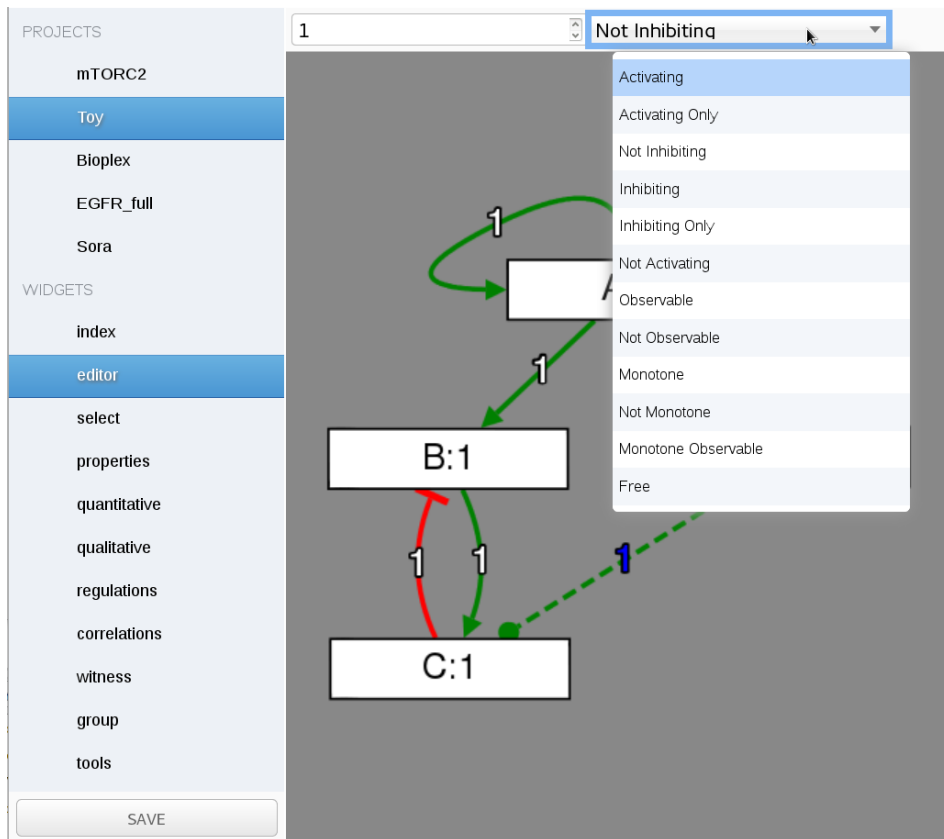 PROJECTS
mTORC2
Toy
Bioplex
EGFR_full
Sora
WIDGETS
index
editor
select
properties
quantitative
qualitative
regulations
correlations
witness
group
tools
SAVE
1
Not Inhibiting
Activating
Activating Only
Not Inhibiting
Inhibiting
Inhibiting Only
Not Activating
Observable
Not Observable
Monotone
Not Monotone
Monotone Observable
Free
1
A
1
B:1
1
1
1
C:1